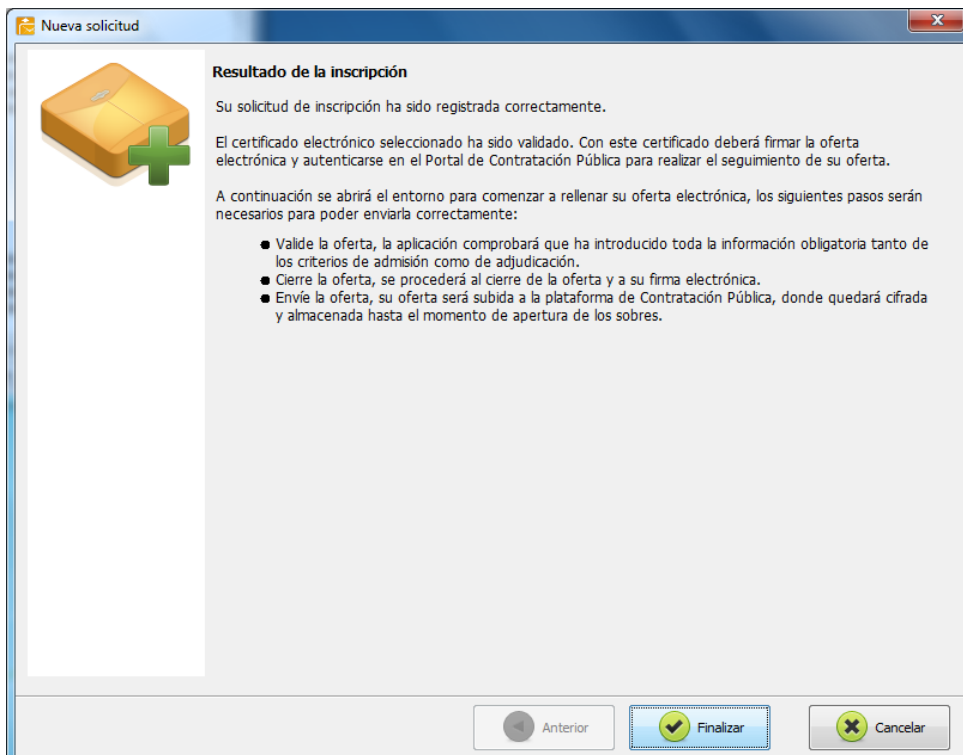 Nueva solicitud
Resultado de la inscripción
Su solicitud de inscripción ha sido registrada correctamente.
El certificado electrónico seleccionado ha sido validado. Con este certificado deberá firmar la oferta
electrónica y autenticarse en el Portal de Contratación Pública para realizar el seguimiento de su oferta.
A continuación se abrirá el entorno para comenzar a rellenar su oferta electrónica, los siguientes pasos serán
necesarios para poder enviarla correctamente:
● Valide la oferta, la aplicación comprobará que ha introducido toda la información obligatoria tanto de
los criterios de admisión como de adjudicación.
● Cierre la oferta, se procederá al cierre de la oferta y a su firma electrónica.
● Envíe la oferta, su oferta será subida a la plataforma de Contratación Pública, donde quedará cifrada
y almacenada hasta el momento de apertura de los sobres.
Anterior Finalizar Cancelar